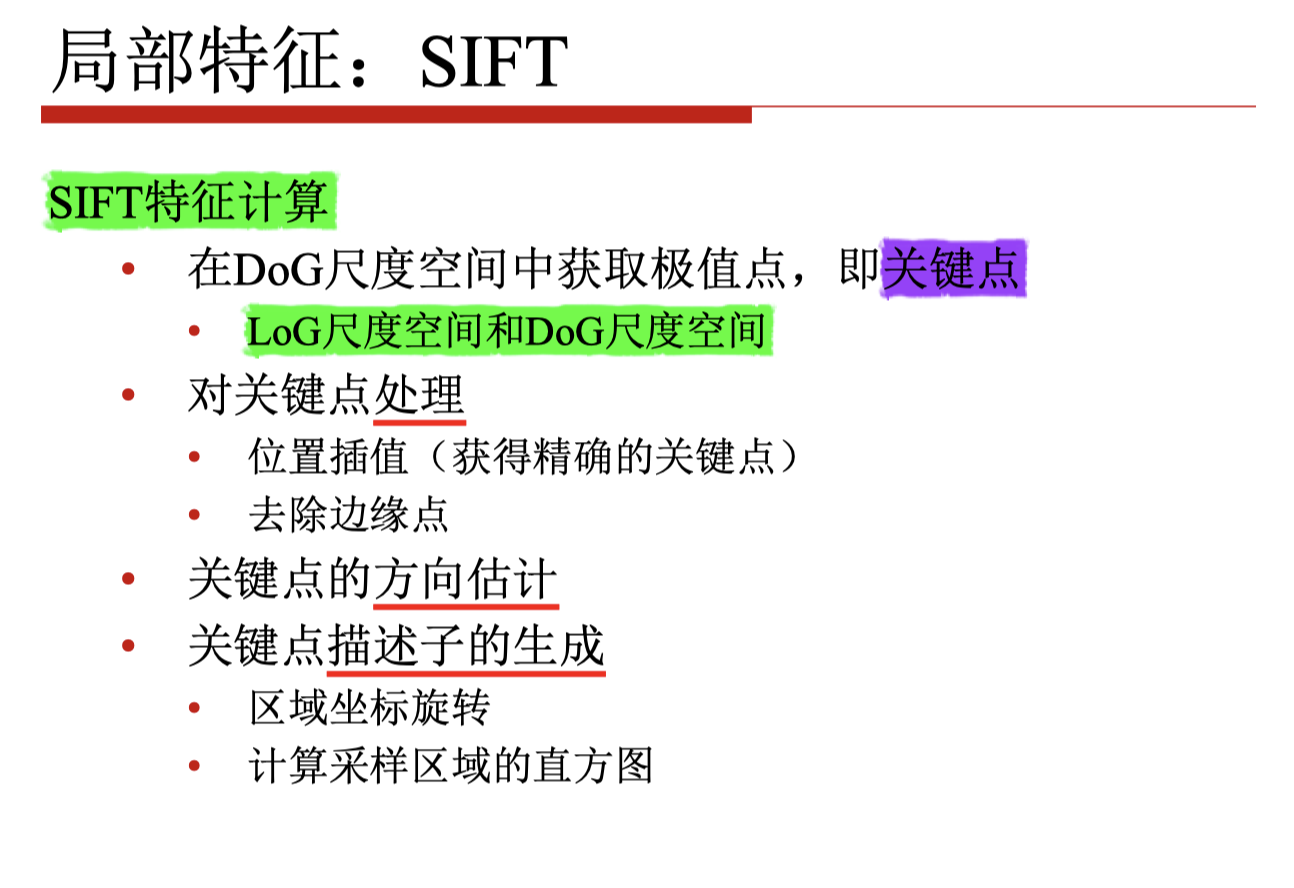 局部特征：SIFT
SIFT特征计算
• 在DoG尺度空间中获取极值点，即关键点
• LoG尺度空间和DoG尺度空间
• 对关键点处理
• 位置插值（获得精确的关键点）
• 去除边缘点
• 关键点的方向估计
• 关键点描述子的生成
• 区域坐标旋转
• 计算采样区域的直方图